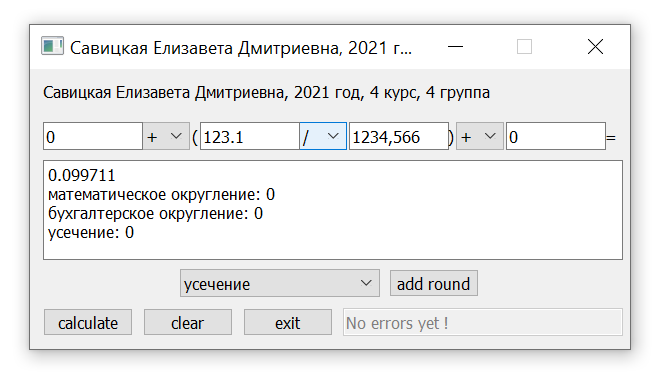 Савицкая Елизавета Дмитриевна, 2021 г...
Савицкая Елизавета Дмитриевна, 2021 год, 4 курс, 4 группа
0 + ( 123.1 / 1234,566 ) + 0 =
0.099711
математическое округление: 0
бухгалтерское округление: 0
усечение: 0
усечение add round
calculate clear exit No errors yet !